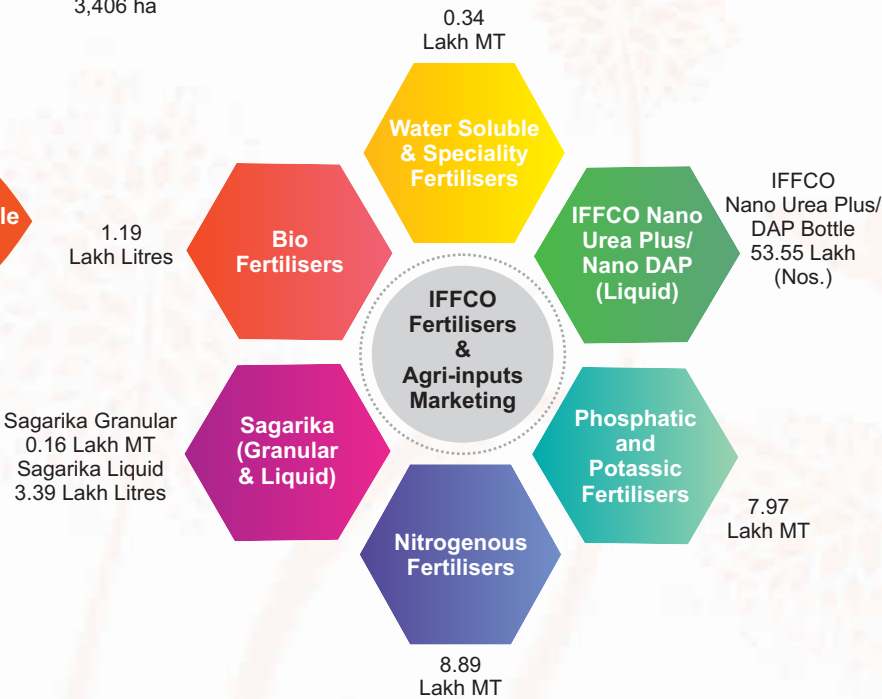 3,406 ha
0.34
Lakh MT
Water Soluble
& Speciality
Fertilisers
le
1.19
Lakh Litres
Bio
Fertilisers
IFFCO Nano
Urea Plus/
Nano DAP
(Liquid)
IFFCO
Nano Urea Plus/
DAP Bottle
53.55 Lakh
(Nos.)
IFFCO
Fertilisers
&
Agri-inputs
Marketing
Sagarika Granular
0.16 Lakh MT
Sagarika Liquid
3.39 Lakh Litres
Sagarika
(Granular
& Liquid)
Phosphatic
and
Potassic
Fertilisers
7.97
Lakh MT
Nitrogenous
Fertilisers
8.89
Lakh MT